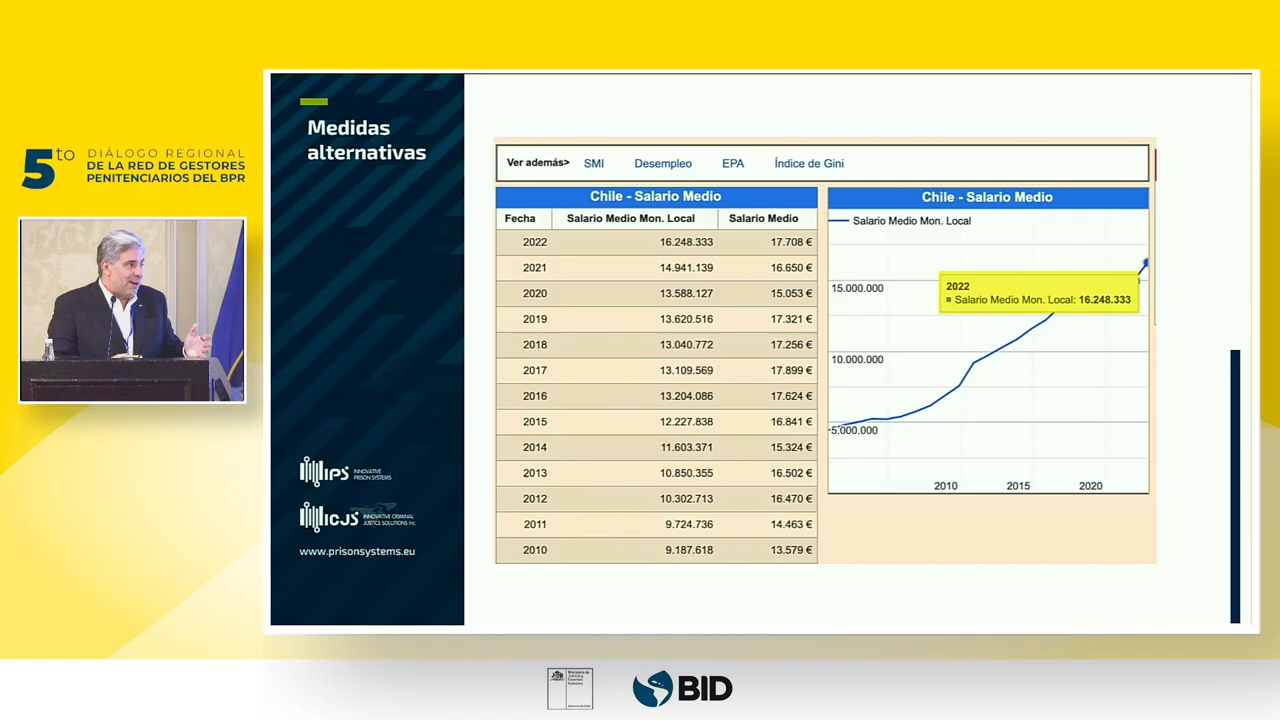 5to
DIÁLOGO REGIONAL
DE LA RED DE GESTORES
PENITENCIARIOS DEL BPR
Medidas
alternativas
IPS INNOVATIVE
PRISON SYSTEMS
ICJS INNOVATIVE CRIMINAL
JUSTICE SOLUTIONS Inc.
www.prisonsystems.eu
Ver además> SMI Desempleo EPA Índice de Gini
Chile - Salario Medio
Fecha Salario Medio Mon. Local Salario Medio
2022 16.248.333 17.708 €
2021 14.941.139 16.650 €
2020 13.588.127 15.053 €
2019 13.620.516 17.321 €
2018 13.040.772 17.256 €
2017 13.109.569 17.899 €
2016 13.204.086 17.624 €
2015 12.227.838 16.841 €
2014 11.603.371 15.324 €
2013 10.850.355 16.502 €
2012 10.302.713 16.470 €
2011 9.724.736 14.463 €
2010 9.187.618 13.579 €
Chile - Salario Medio
Salario Medio Mon. Local
2022
Salario Medio Mon. Local: 16.248.333
15.000.000
10.000.000
5.000.000
2010 2015 2020
BID